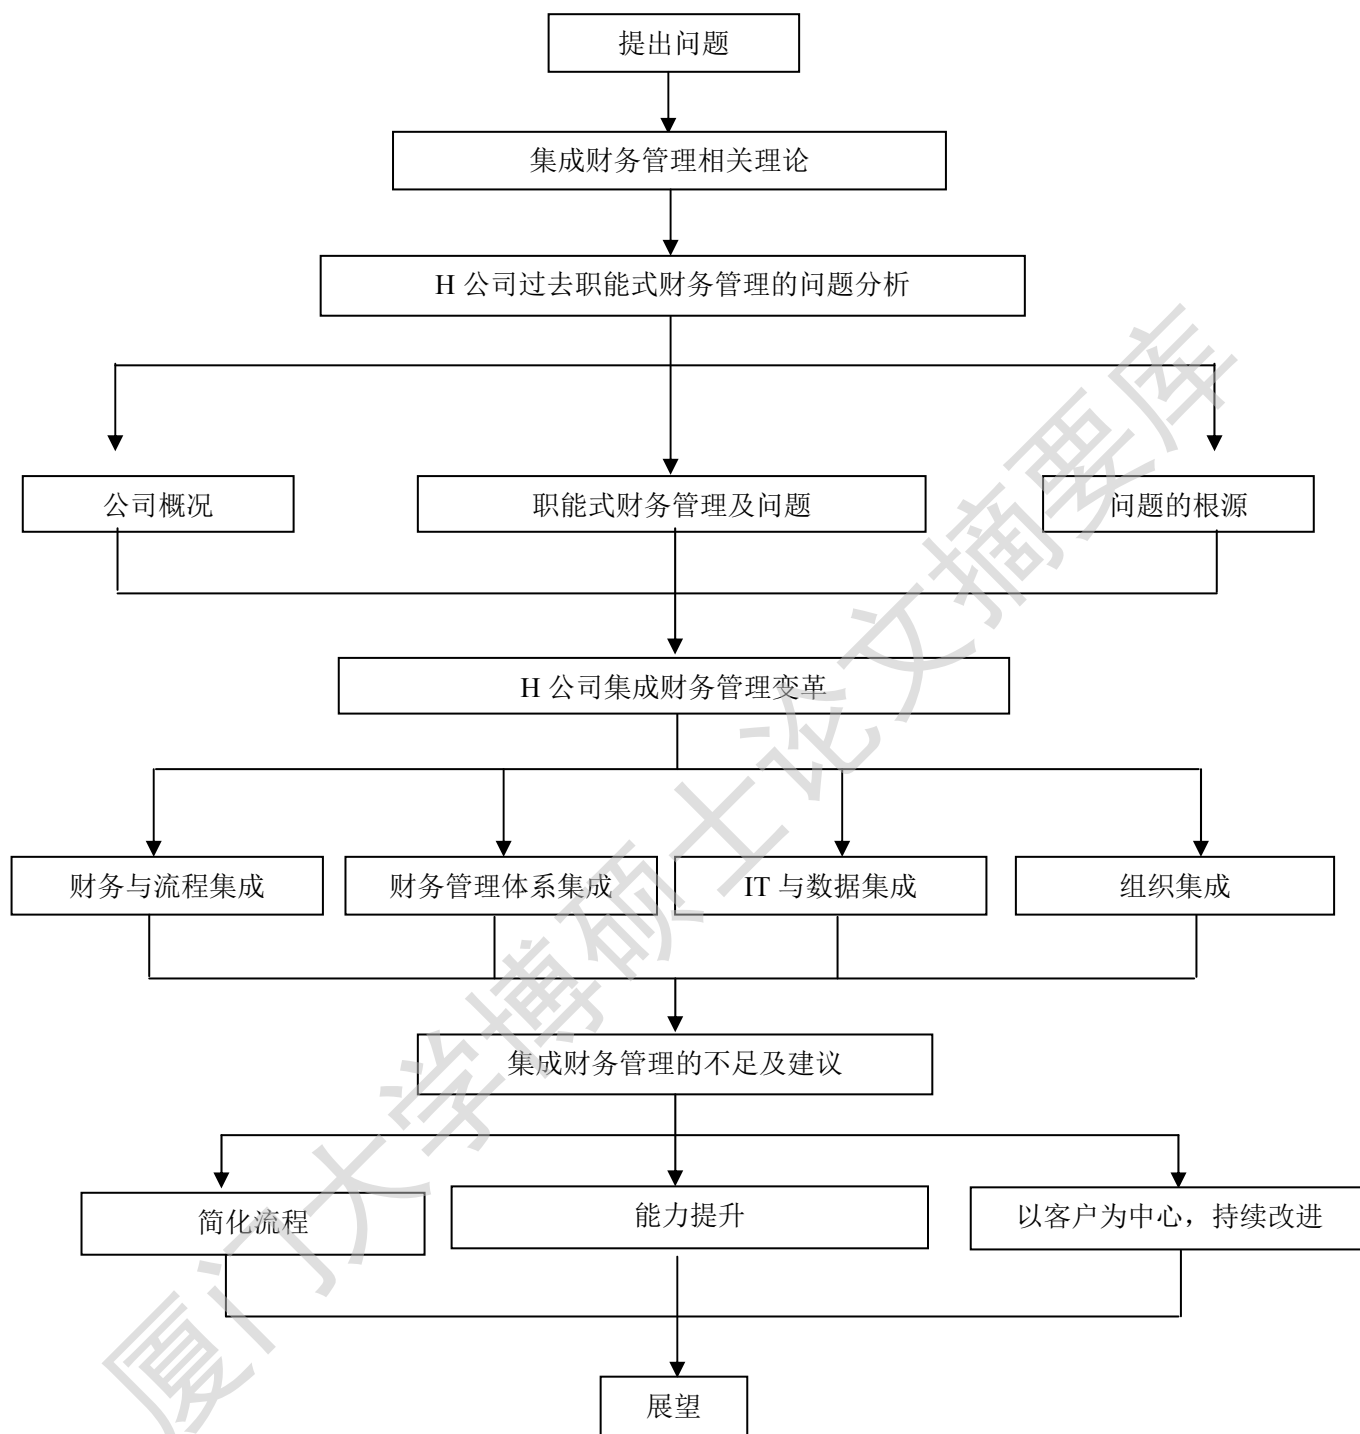 提出问题
集成财务管理相关理论
H 公司过去职能式财务管理的问题分析
公司概况
职能式财务管理及问题
问题的根源
H 公司集成财务管理变革
财务与流程集成
财务管理体系集成
IT 与数据集成
组织集成
集成财务管理的不足及建议
简化流程
能力提升
以客户为中心，持续改进
展望
厦门大学博硕士论文摘要库